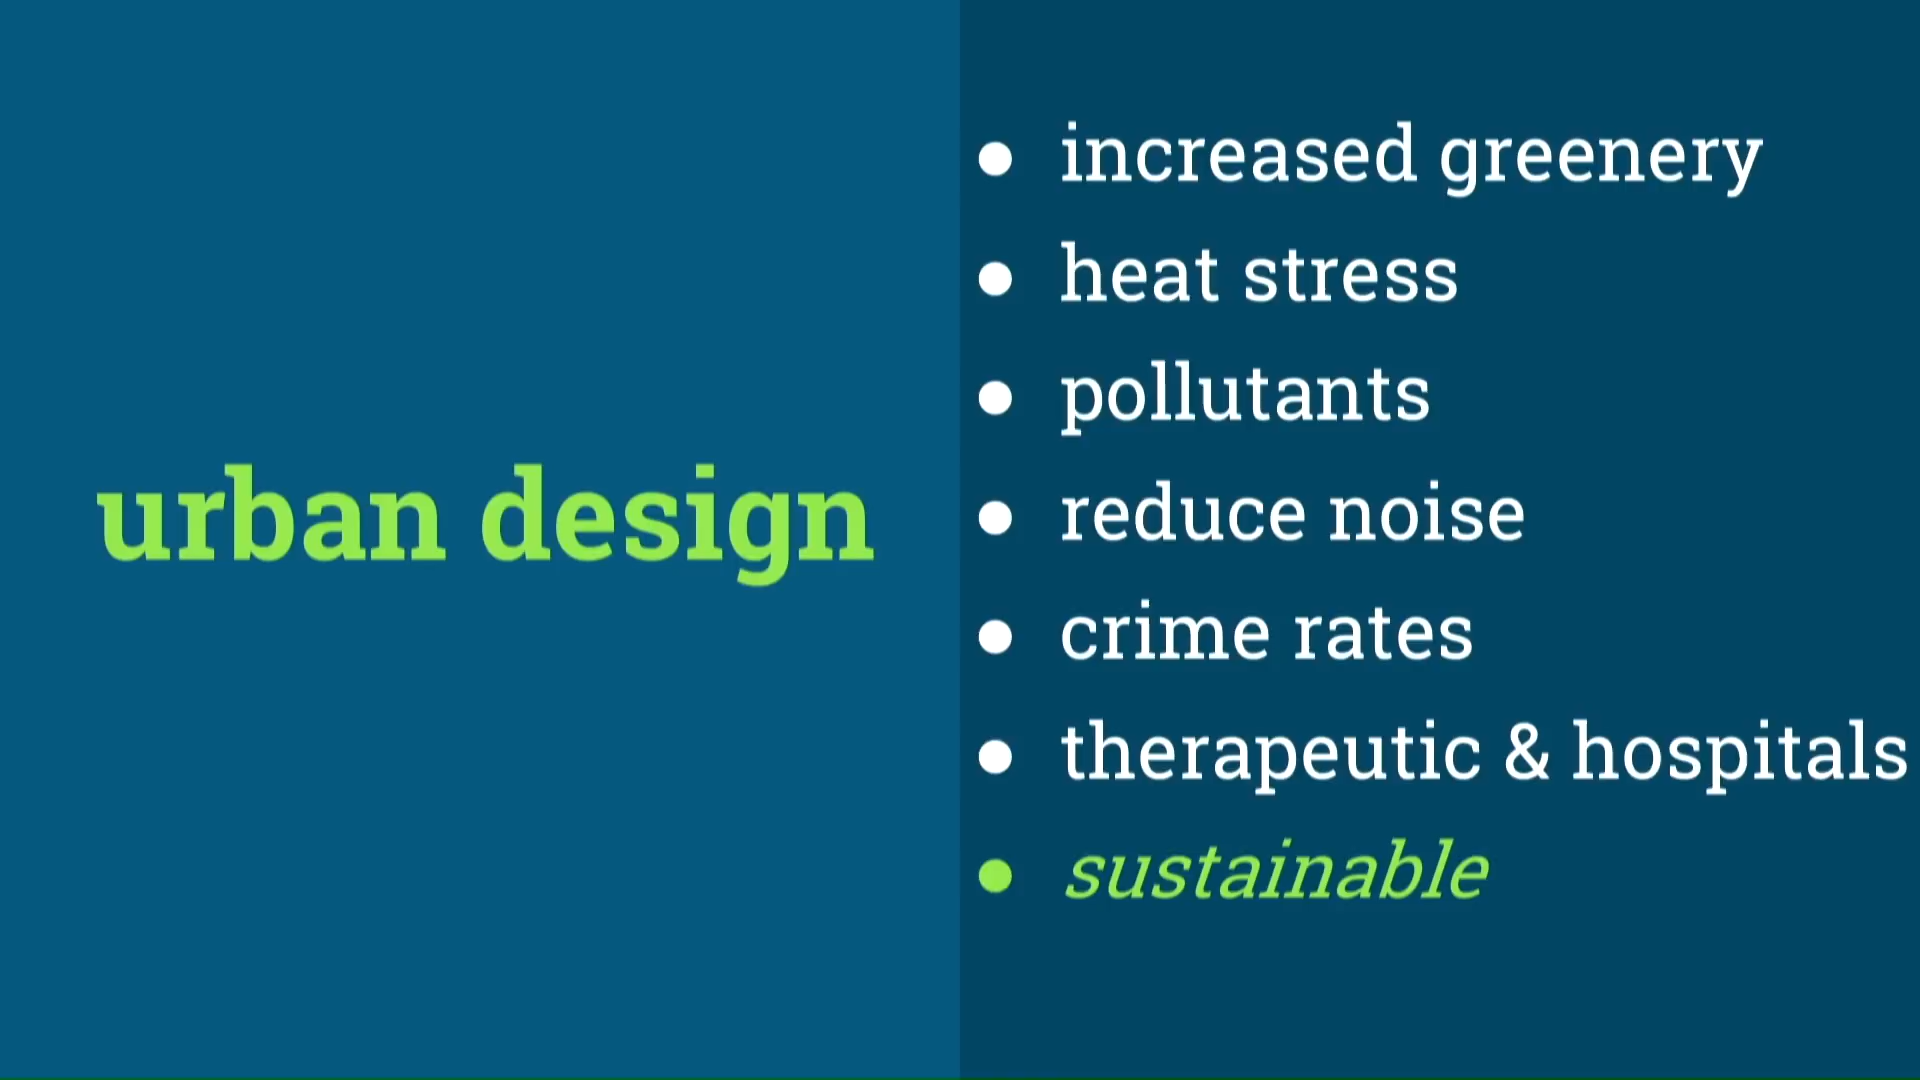 urban design
● increased greenery
● heat stress
● pollutants
● reduce noise
● crime rates
● therapeutic & hospitals
● sustainable